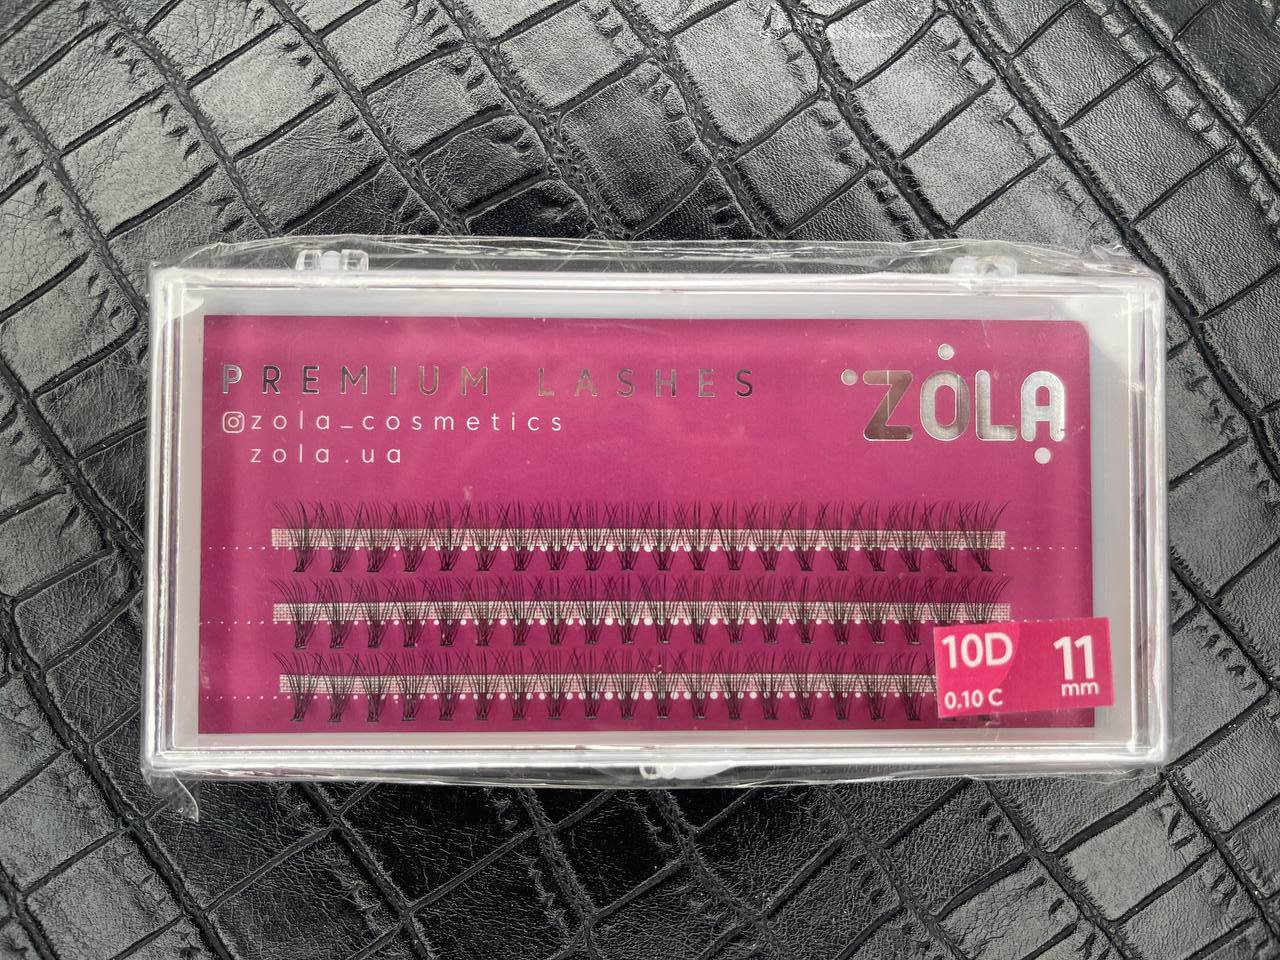 PREMIUM LASHES
zola_cosmetics
zola.ua
ZOLA
10D
0.10 C
11
mm